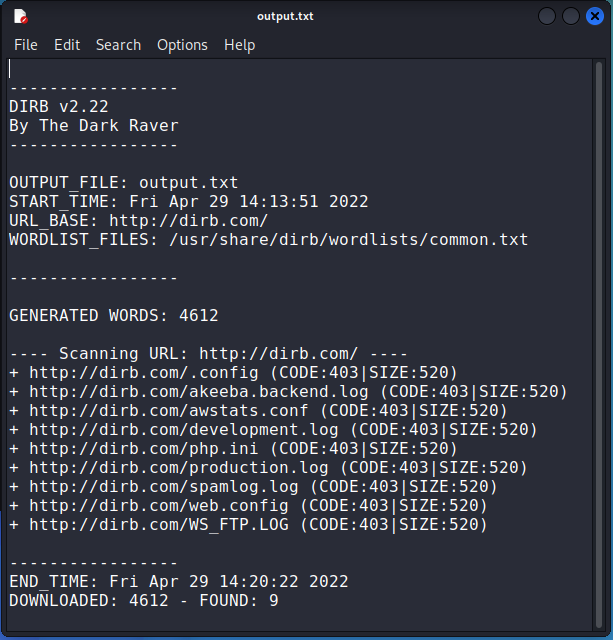 output.txt
File Edit Search Options Help
-----------------
DIRB v2.22
By The Dark Raver
-----------------
OUTPUT_FILE: output.txt
START_TIME: Fri Apr 29 14:13:51 2022
URL_BASE: http://dirb.com/
WORDLIST_FILES: /usr/share/dirb/wordlists/common.txt
-----------------
GENERATED WORDS: 4612
---- Scanning URL: http://dirb.com/ ----
+ http://dirb.com/.config (CODE:403|SIZE:520)
+ http://dirb.com/akeeba.backend.log (CODE:403|SIZE:520)
+ http://dirb.com/awstats.conf (CODE:403|SIZE:520)
+ http://dirb.com/development.log (CODE:403|SIZE:520)
+ http://dirb.com/php.ini (CODE:403|SIZE:520)
+ http://dirb.com/production.log (CODE:403|SIZE:520)
+ http://dirb.com/spamlog.log (CODE:403|SIZE:520)
+ http://dirb.com/web.config (CODE:403|SIZE:520)
+ http://dirb.com/WS_FTP.LOG (CODE:403|SIZE:520)
-----------------
END_TIME: Fri Apr 29 14:20:22 2022
DOWNLOADED: 4612 - FOUND: 9